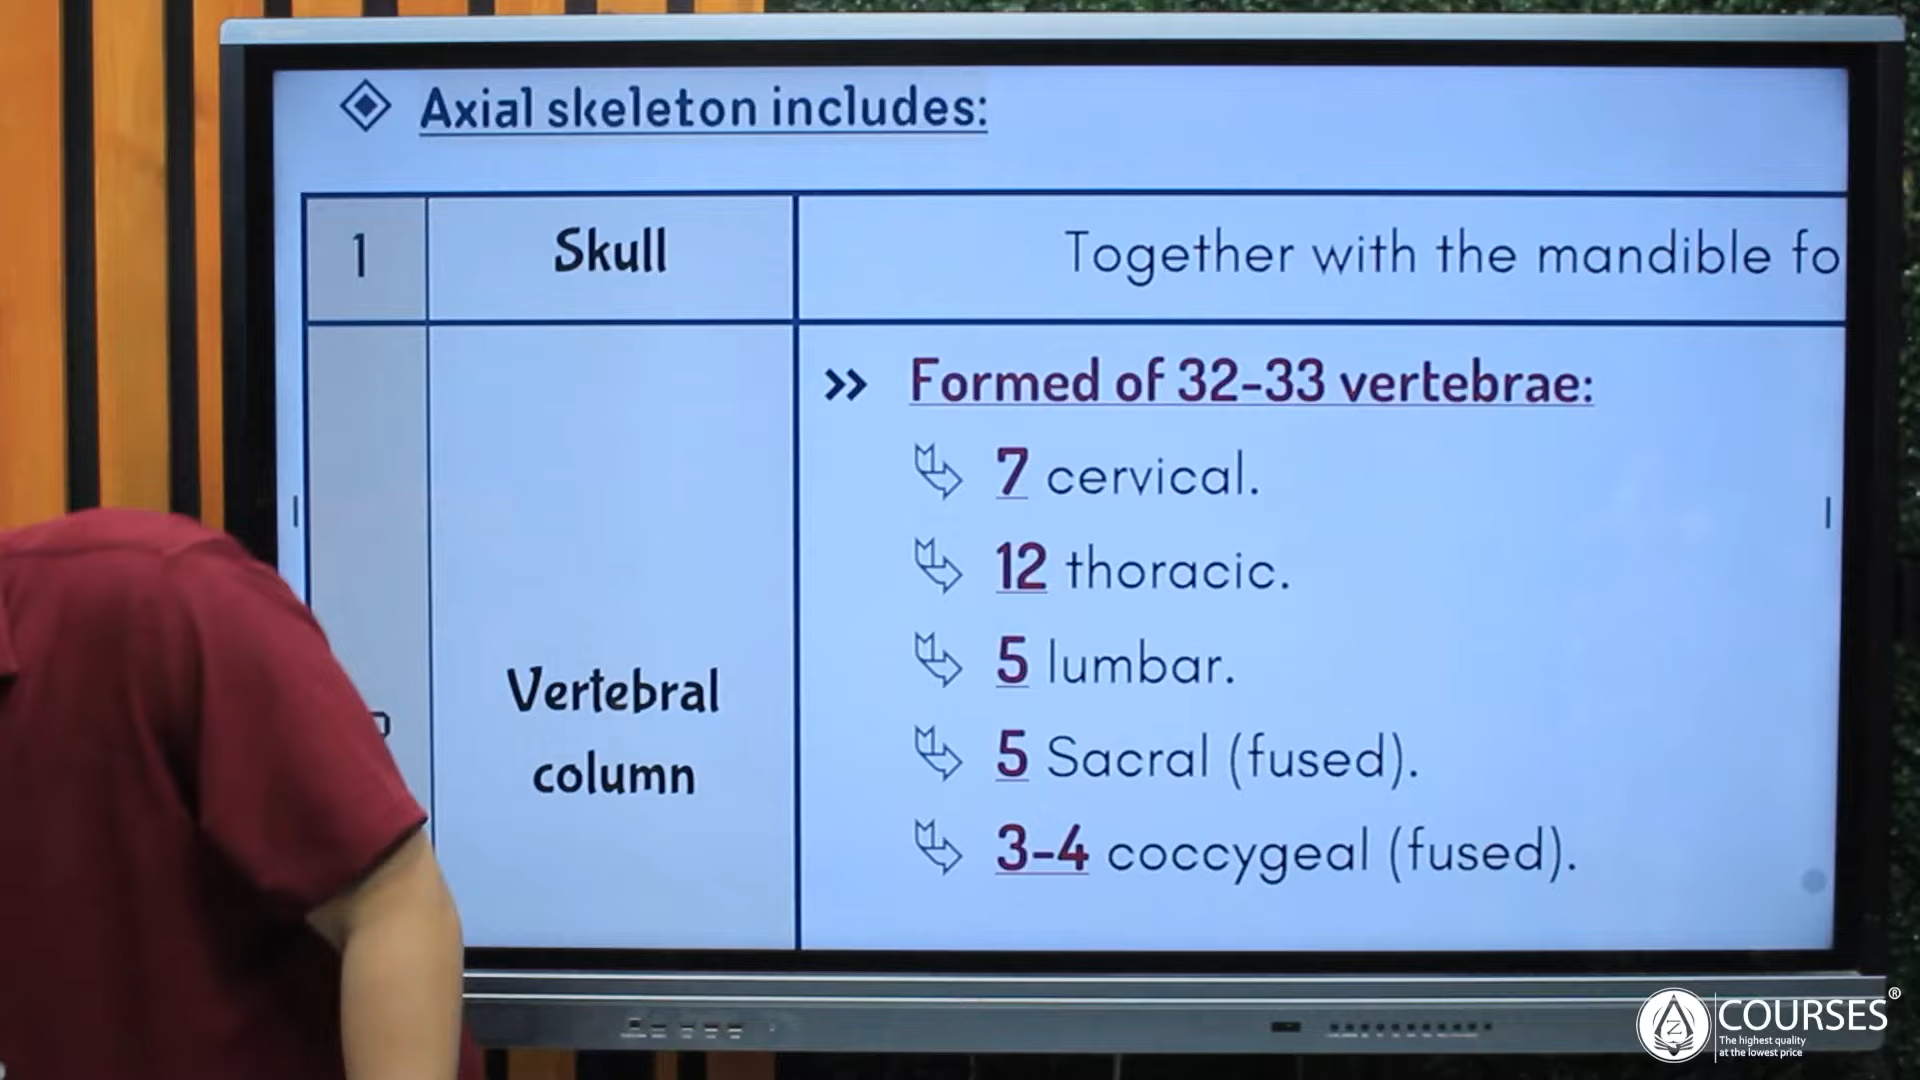 Axial skeleton includes:
1 Skull Together with the mandible fo
>> Formed of 32-33 vertebrae:
7 cervical.
12 thoracic.
5 lumbar.
Vertebral
column
5 Sacral (fused).
3-4 coccygeal (fused).
COURSES®
The highest quality
at the lowest price